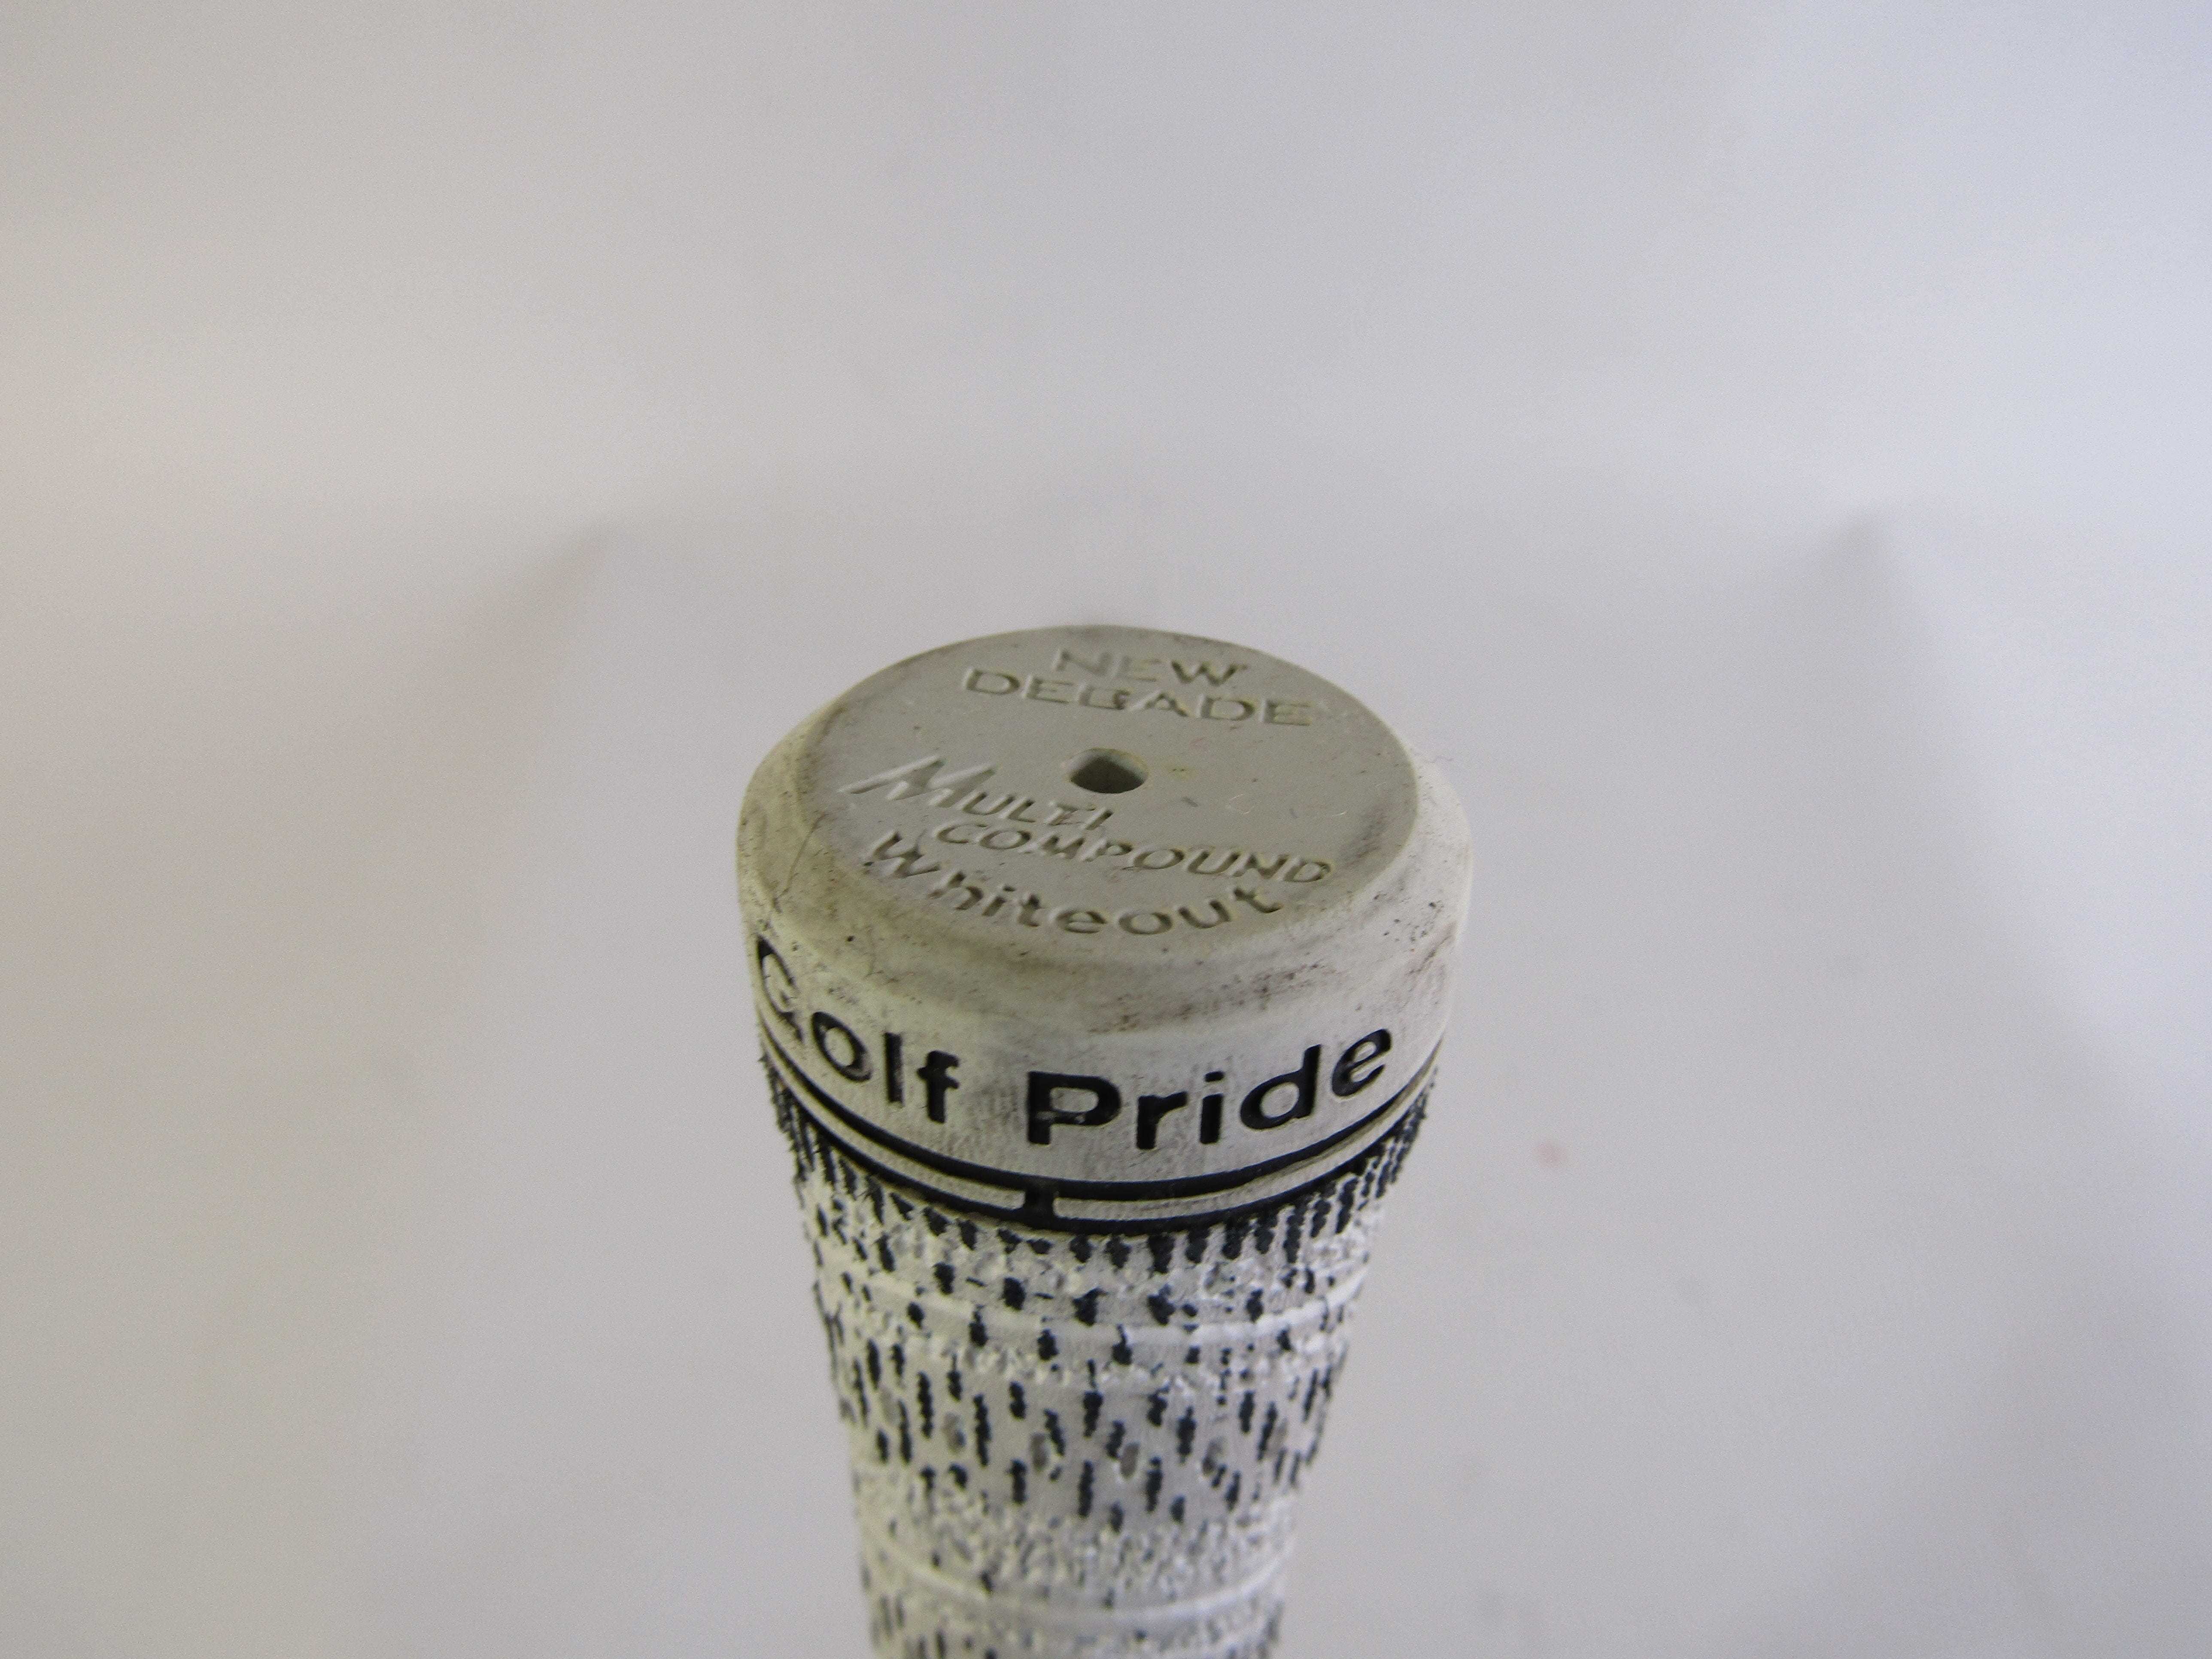 NEW
DECADE
MULTI
COMPOUND
Whiteout
Golf Pride